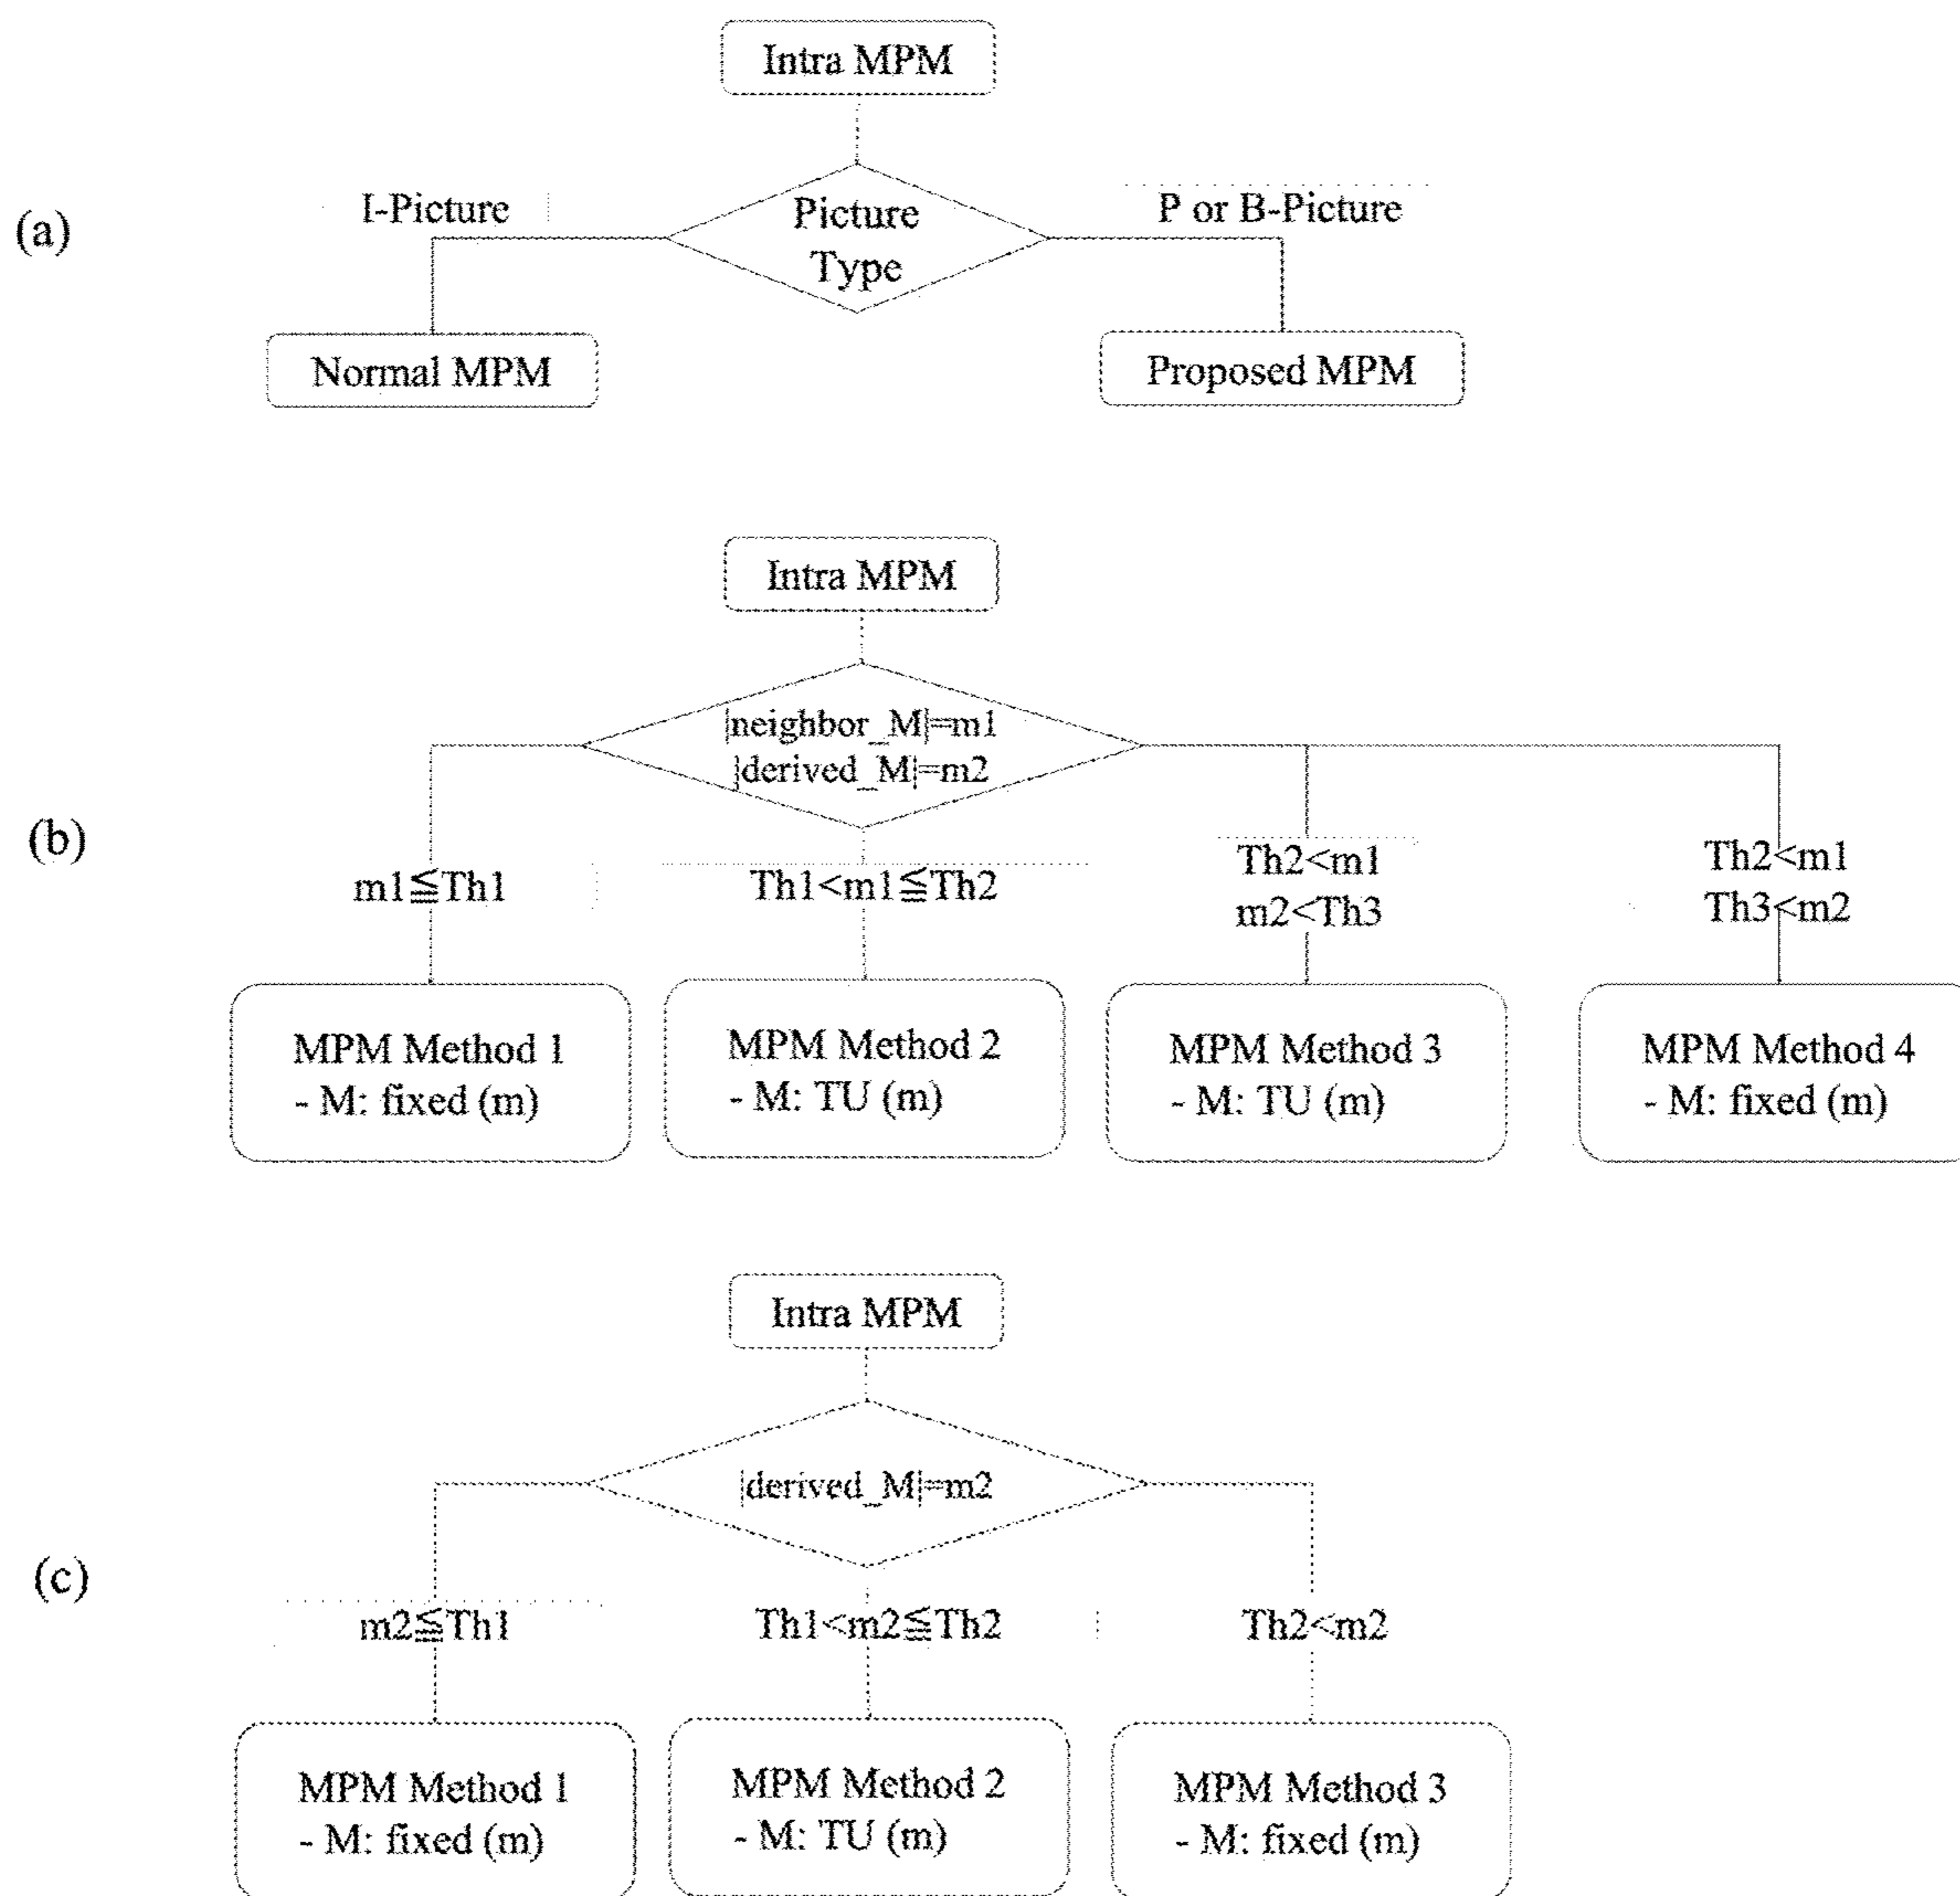 Intra MPM
(a)
I-Picture
Picture
Type
P or B-Picture
Normal MPM
Proposed MPM
Intra MPM
(b)
|neighbor_M|=m1
|derived_M|=m2
m1≦Th1
Th1<m1≦Th2
Th2<m1
m2<Th3
Th2<m1
Th3<m2
MPM Method 1
- M: fixed (m)
MPM Method 2
- M: TU (m)
MPM Method 3
- M: TU (m)
MPM Method 4
- M: fixed (m)
Intra MPM
(c)
|derived_M|=m2
m2≦Th1
Th1<m2≦Th2
Th2<m2
MPM Method 1
- M: fixed (m)
MPM Method 2
- M: TU (m)
MPM Method 3
- M: fixed (m)